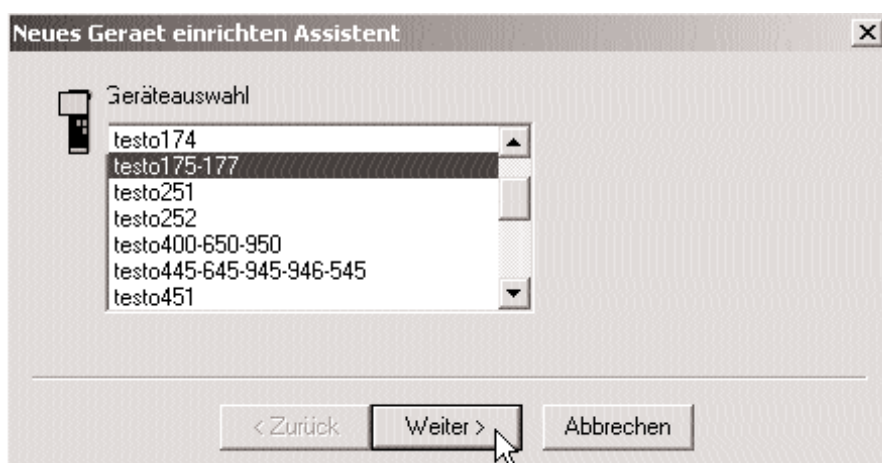 Neues Geraet einrichten Assistent
Geräteauswahl
testo174
testo175-177
testo251
testo252
testo400-650-950
testo445-645-945-946-545
testo451
< Zurück
Weiter >
Abbrechen